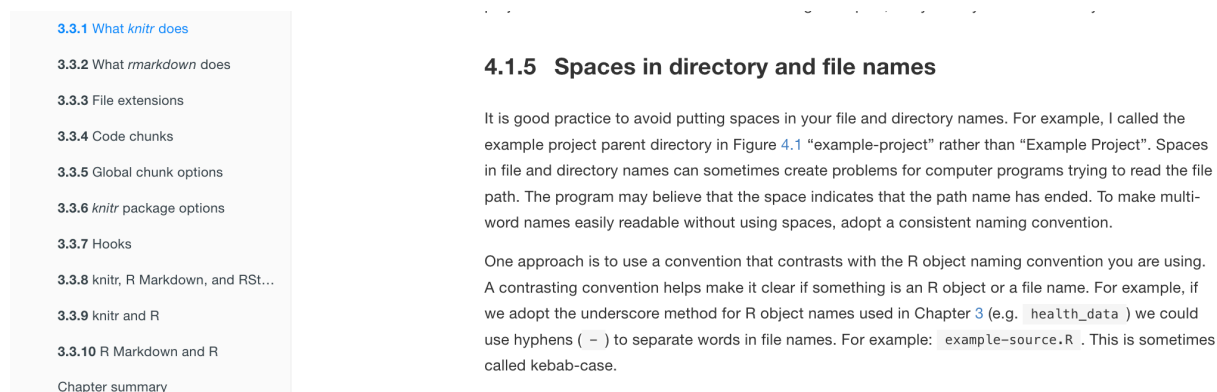 3.3.1 What knitr does
3.3.2 What rmarkdown does
3.3.3 File extensions
3.3.4 Code chunks
3.3.5 Global chunk options
3.3.6 knitr package options
3.3.7 Hooks
3.3.8 knitr, R Markdown, and RSt…
3.3.9 knitr and R
3.3.10 R Markdown and R
Chapter summary
4.1.5 Spaces in directory and file names
It is good practice to avoid putting spaces in your file and directory names. For example, I called the
example project parent directory in Figure 4.1 “example-project” rather than “Example Project”. Spaces
in file and directory names can sometimes create problems for computer programs trying to read the file
path. The program may believe that the space indicates that the path name has ended. To make multi-
word names easily readable without using spaces, adopt a consistent naming convention.
One approach is to use a convention that contrasts with the R object naming convention you are using.
A contrasting convention helps make it clear if something is an R object or a file name. For example, if
we adopt the underscore method for R object names used in Chapter 3 (e.g. health_data ) we could
use hyphens ( - ) to separate words in file names. For example: example-source.R . This is sometimes
called kebab-case.